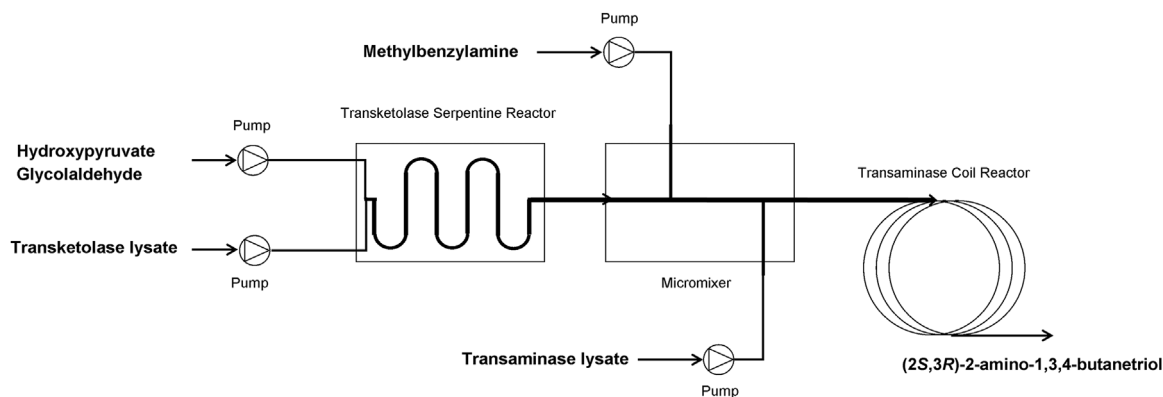 Pump
Methylbenzylamine
Transketolase Serpentine Reactor
Pump
Hydroxypyruvate
Glycolaldehyde
Transaminase Coil Reactor
Transketolase lysate
Pump
Micromixer
Transaminase lysate
Pump
(2S,3R)-2-amino-1,3,4-butanetriol